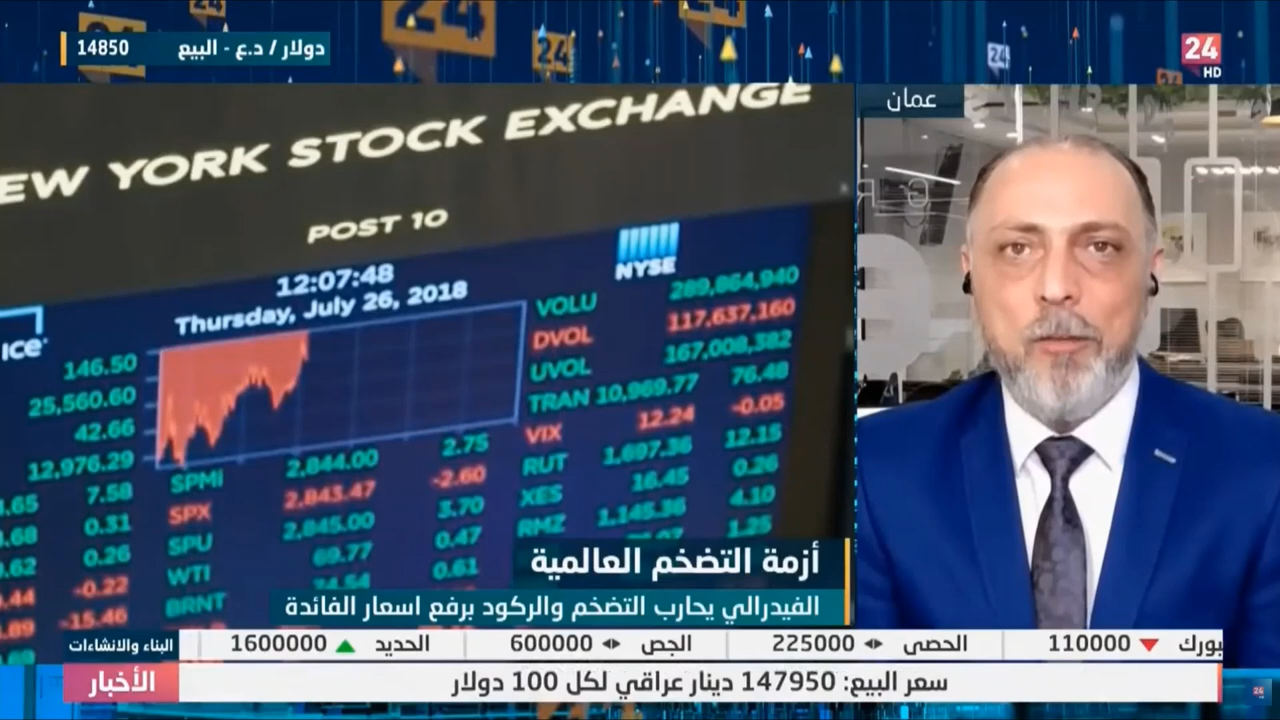 دولار / د.ع - البيع 14850
24
HD
عمان
EW YORK STOCK EXCHANGE
POST 10
12:07:48
Thursday, July 26, 2018
NYSE
ice
146.50
25,560.60
42.66
12,976.29
VOLU 289,864,940
DVOL 117,637,160
UVOL 167,008,382
TRAN 10,969.77 76.48
VIX 12.24 -0.05
RUT 1,697.36 12.15
XES 16.45 0.26
RMZ 1,145.36 4.10
1.25
7.58 SPMi 2,844.00 2.75
0.31 SPX 2,843.47 -2.60
0.26 SPU 2,845.00 3.70
-0.22 WTI 69.77 0.47
-15.46 BRNT 74.54 0.61
أزمة التضخم العالمية
الفيدرالي يحارب التضخم والركود برفع اسعار الفائدة
بورك 110000 الحصى 225000 الجص 600000 الحديد 1600000 البناء والانشاءات
الأخبار سعر البيع: 147950 دينار عراقي لكل 100 دولار